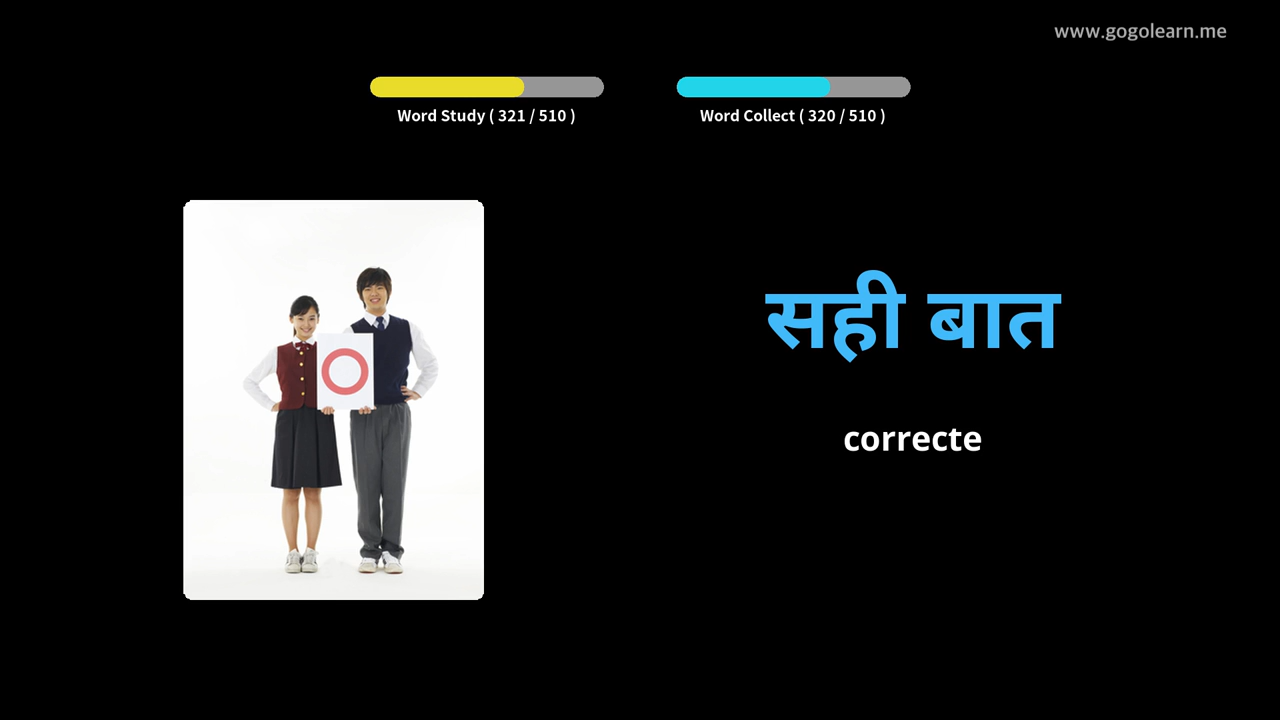 www.gogolearn.me
Word Study ( 321 / 510 )
Word Collect ( 320 / 510 )
सही बात
correcte